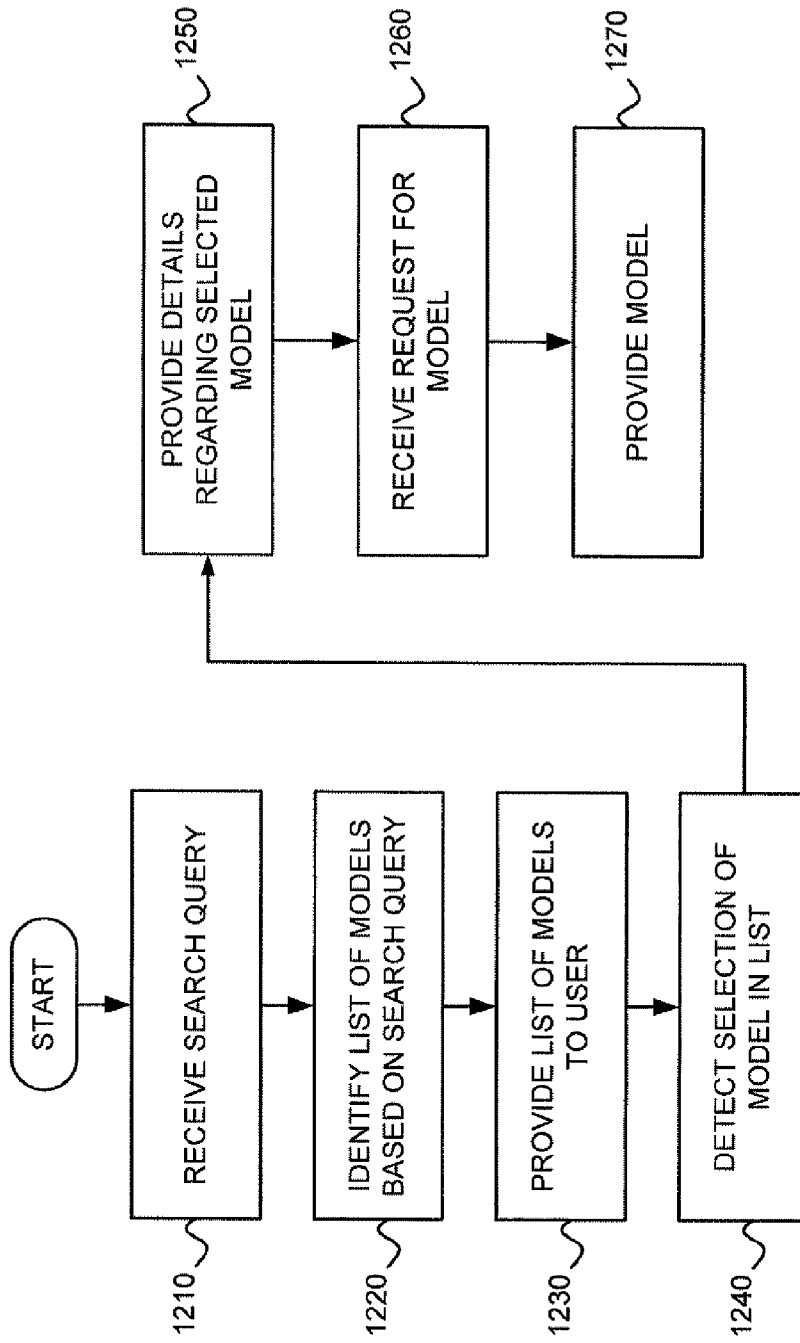 START
RECEIVE SEARCH QUERY
1210
IDENTIFY LIST OF MODELS
BASED ON SEARCH QUERY
1220
PROVIDE LIST OF MODELS
TO USER
1230
DETECT SELECTION OF
MODEL IN LIST
1240
PROVIDE DETAILS
REGARDING SELECTED
MODEL
1250
RECEIVE REQUEST FOR
MODEL
1260
PROVIDE MODEL
1270